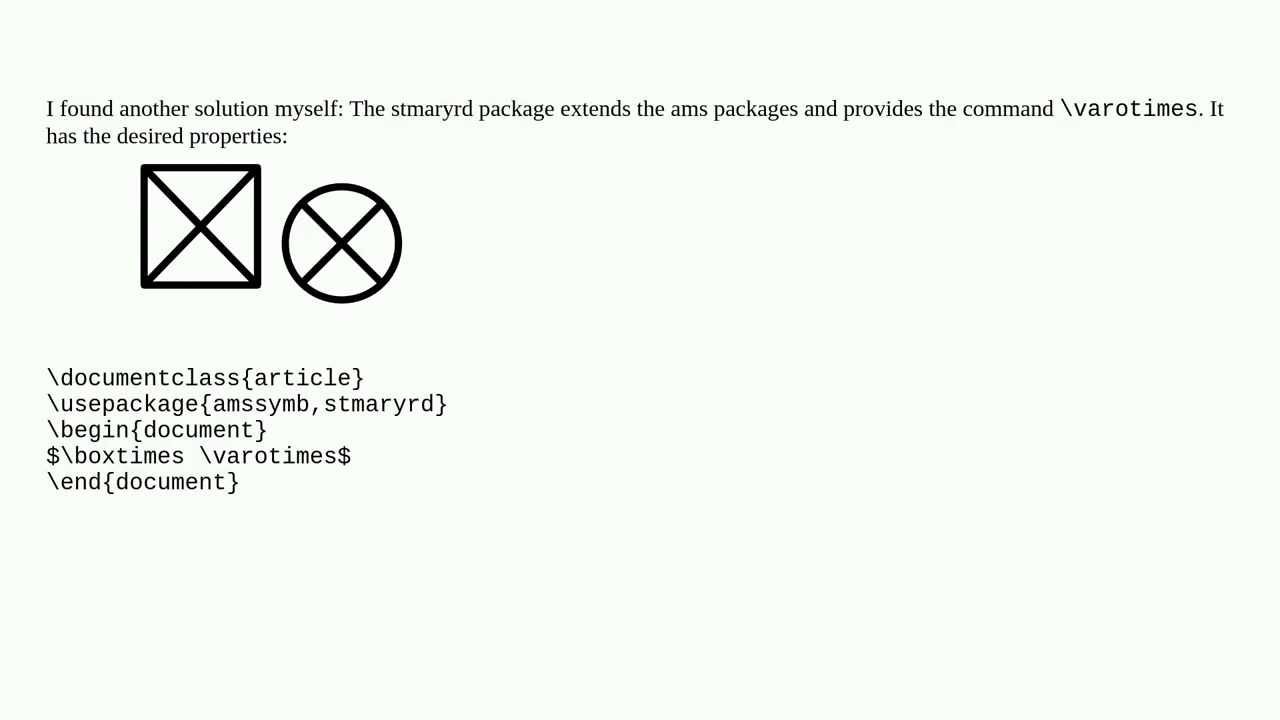 I found another solution myself: The stmaryrd package extends the ams packages and provides the command \varotimes. It
has the desired properties:
\documentclass{article}
\usepackage{amssymb,stmaryrd}
\begin{document}
$\boxtimes \varotimes$
\end{document}